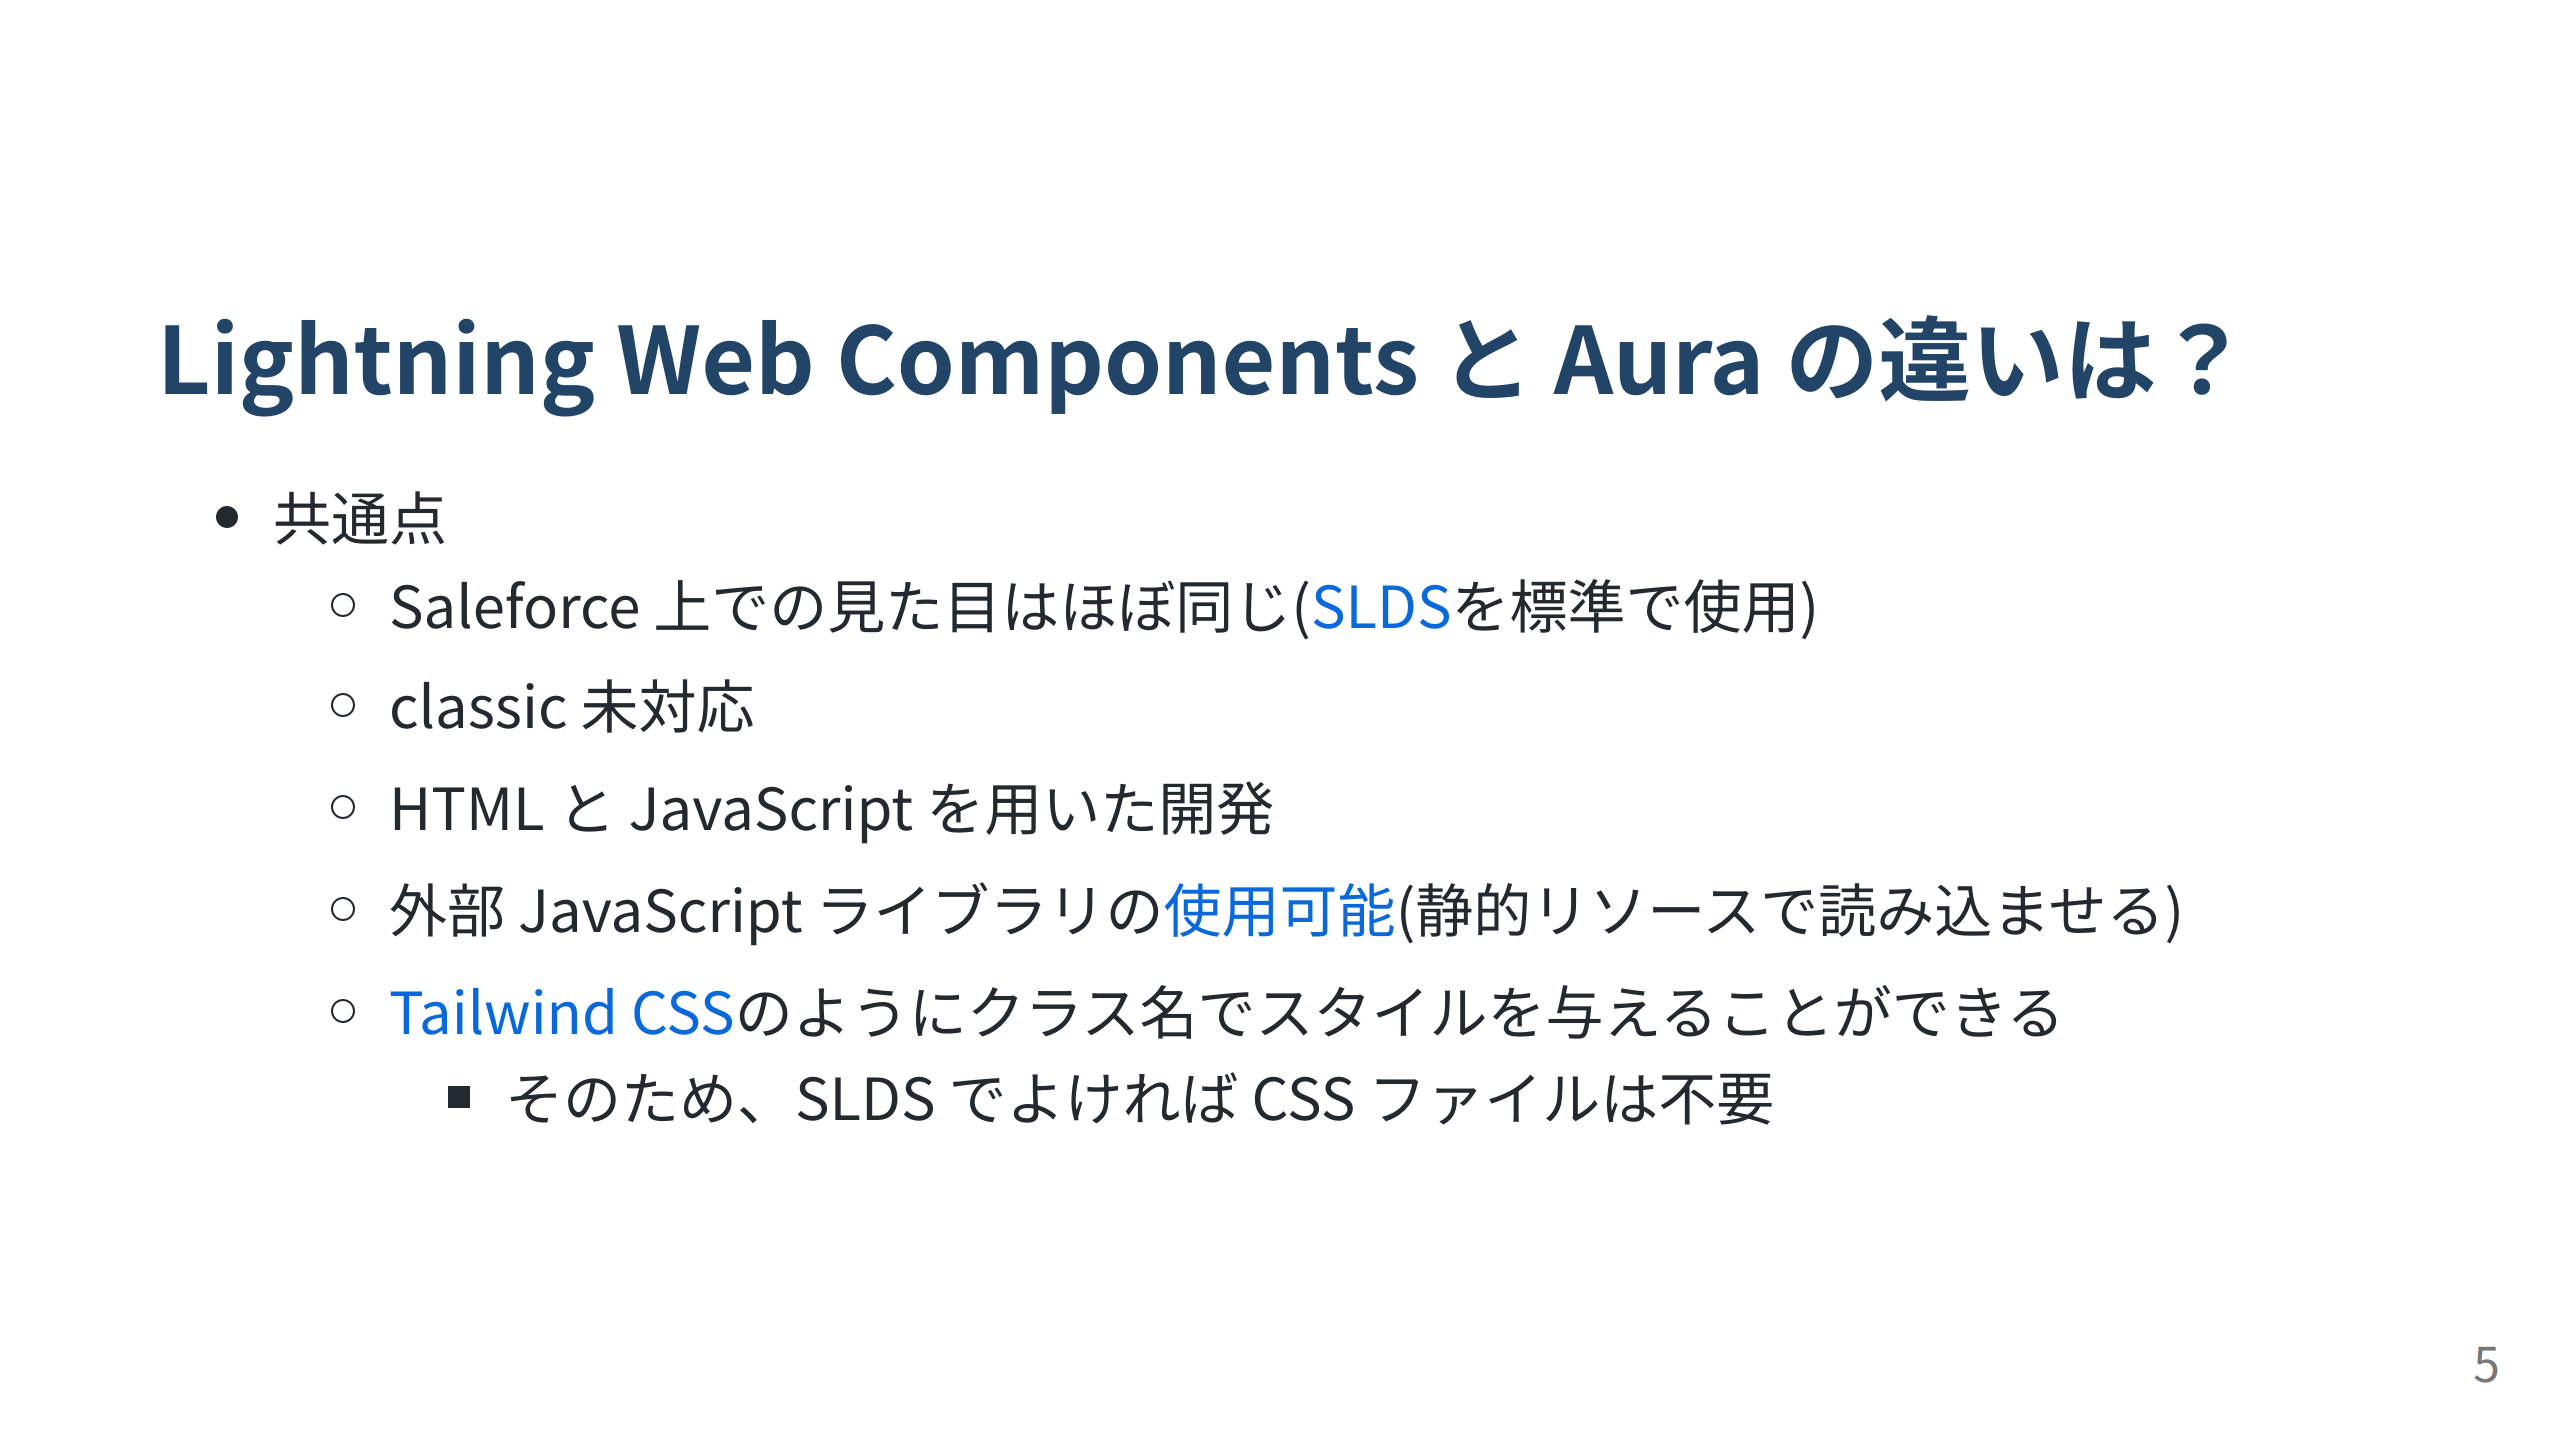 Lightning Web Components と Aura の違いは？
共通点
Saleforce 上での見た目はほぼ同じ(SLDSを標準で使用)
classic 未対応
HTML と JavaScript を用いた開発
外部 JavaScript ライブラリの使用可能(静的リソースで読み込ませる)
Tailwind CSSのようにクラス名でスタイルを与えることができる
そのため、SLDS でよければ CSS ファイルは不要
5